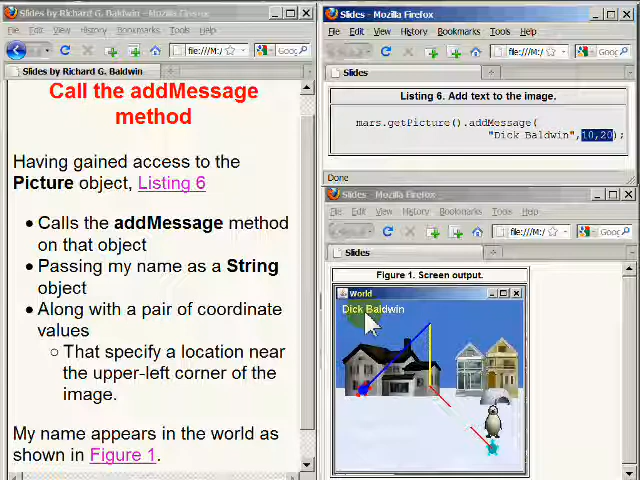 Slides by Richard G. Baldwin - Mozilla Firefox
File Edit View History Bookmarks Tools Help
file:///M:/ Goog
Slides by Richard G. Baldwin
Call the addMessage
method
Having gained access to the
Picture object, Listing 6
• Calls the addMessage method
on that object
• Passing my name as a String
object
• Along with a pair of coordinate
values
○ That specify a location near
the upper-left corner of the
image.
My name appears in the world as
shown in Figure 1.
Slides - Mozilla Firefox
File Edit View History Bookmarks Tools Help
file:///M:/ Goo
Slides
Listing 6. Add text to the image.
mars.getPicture().addMessage(
"Dick Baldwin",10,20);
Done
Slides - Mozilla Firefox
File Edit View History Bookmarks Tools Help
file:///M:/ Goo
Slides
Figure 1. Screen output.
World
Dick Baldwin